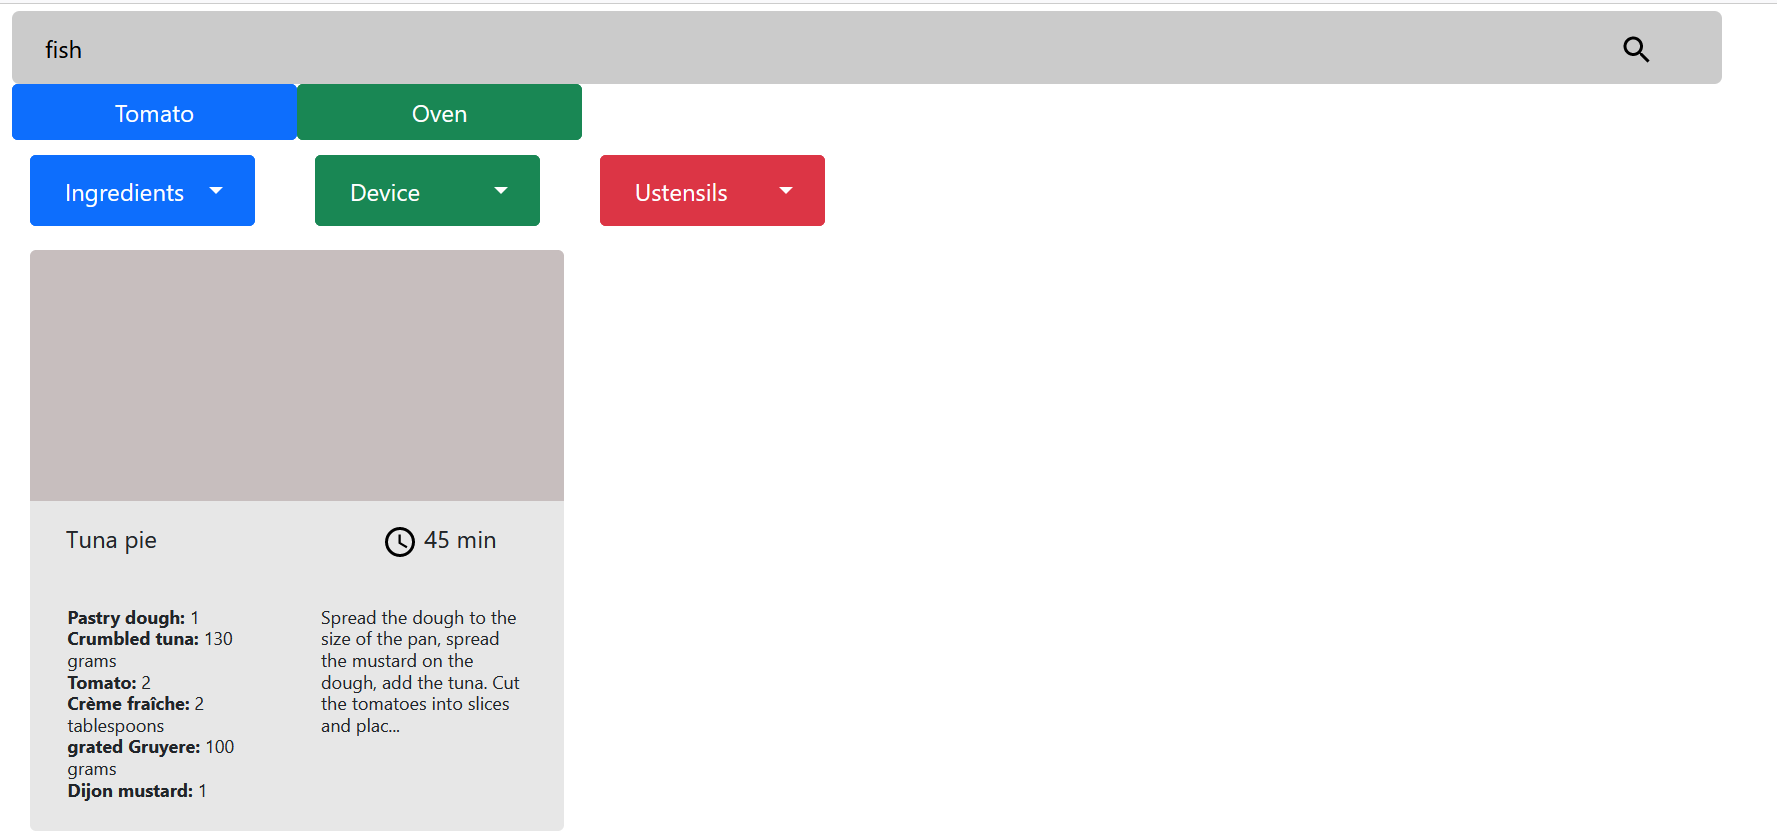 fish
Tomato
Oven
Ingredients
Device
Ustensils
Tuna pie
45 min
Pastry dough: 1
Crumbled tuna: 130
grams
Tomato: 2
Crème fraîche: 2
tablespoons
grated Gruyere: 100
grams
Dijon mustard: 1
Spread the dough to the
size of the pan, spread
the mustard on the
dough, add the tuna. Cut
the tomatoes into slices
and plac...